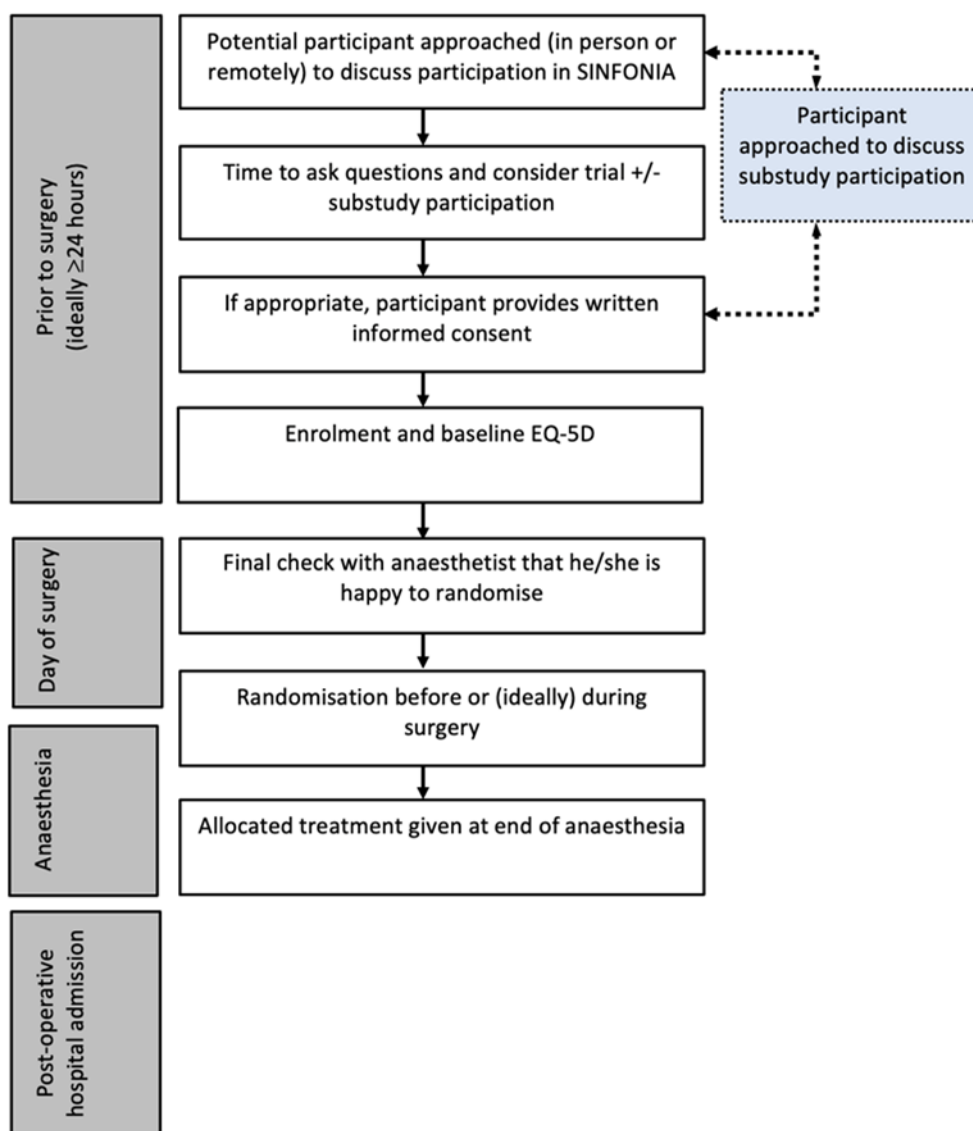 Prior to surgery
(ideally ≥24 hours)
Potential participant approached (in person or
remotely) to discuss participation in SINFONIA
Participant
approached to discuss
substudy participation
Time to ask questions and consider trial +/-
substudy participation
If appropriate, participant provides written
informed consent
Enrolment and baseline EQ-5D
Day of surgery
Final check with anaesthetist that he/she is
happy to randomise
Randomisation before or (ideally) during
surgery
Anaesthesia
Allocated treatment given at end of anaesthesia
Post-operative
hospital admission